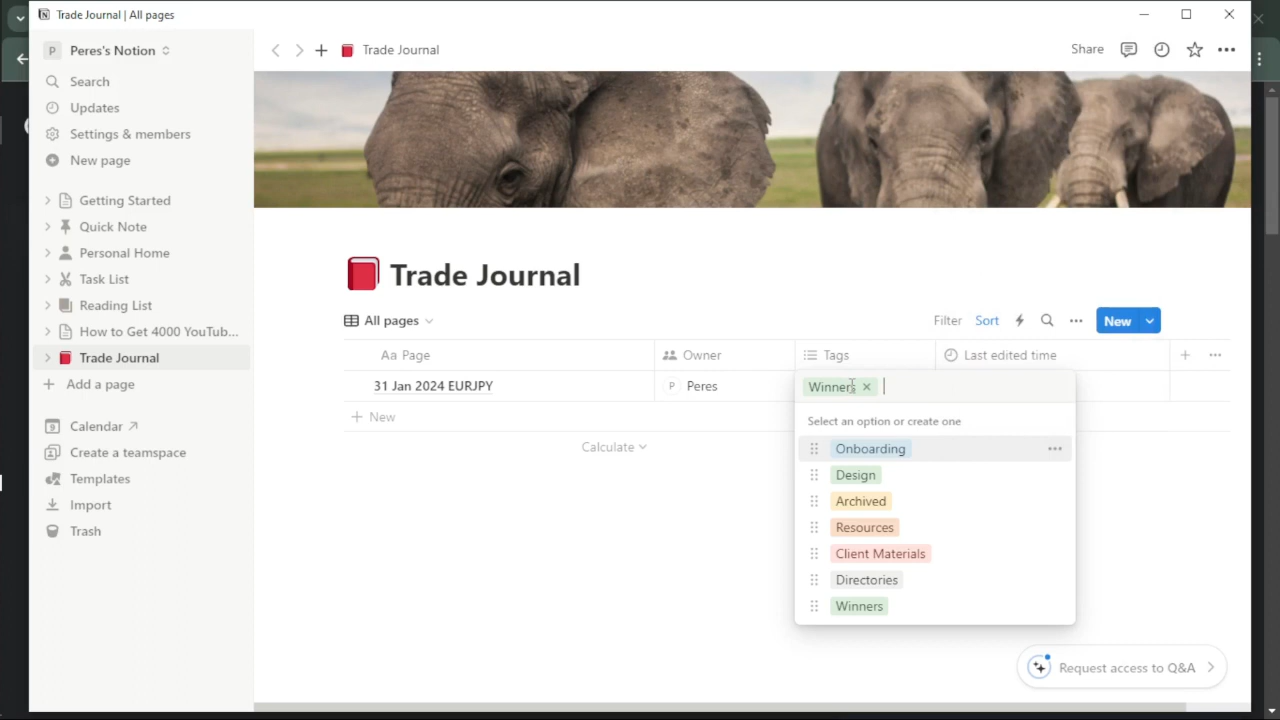 Trade Journal | All pages
P Peres's Notion
Trade Journal
Share
Search
Updates
Settings & members
New page
Getting Started
Quick Note
Personal Home
Task List
Reading List
How to Get 4000 YouTub...
Trade Journal
Add a page
Calendar
Create a teamspace
Templates
Import
Trash
Trade Journal
All pages
Filter Sort New
Aa Page Owner Tags Last edited time
31 Jan 2024 EURJPY P Peres Winners
New
Calculate
Select an option or create one
Onboarding
Design
Archived
Resources
Client Materials
Directories
Winners
Request access to Q&A